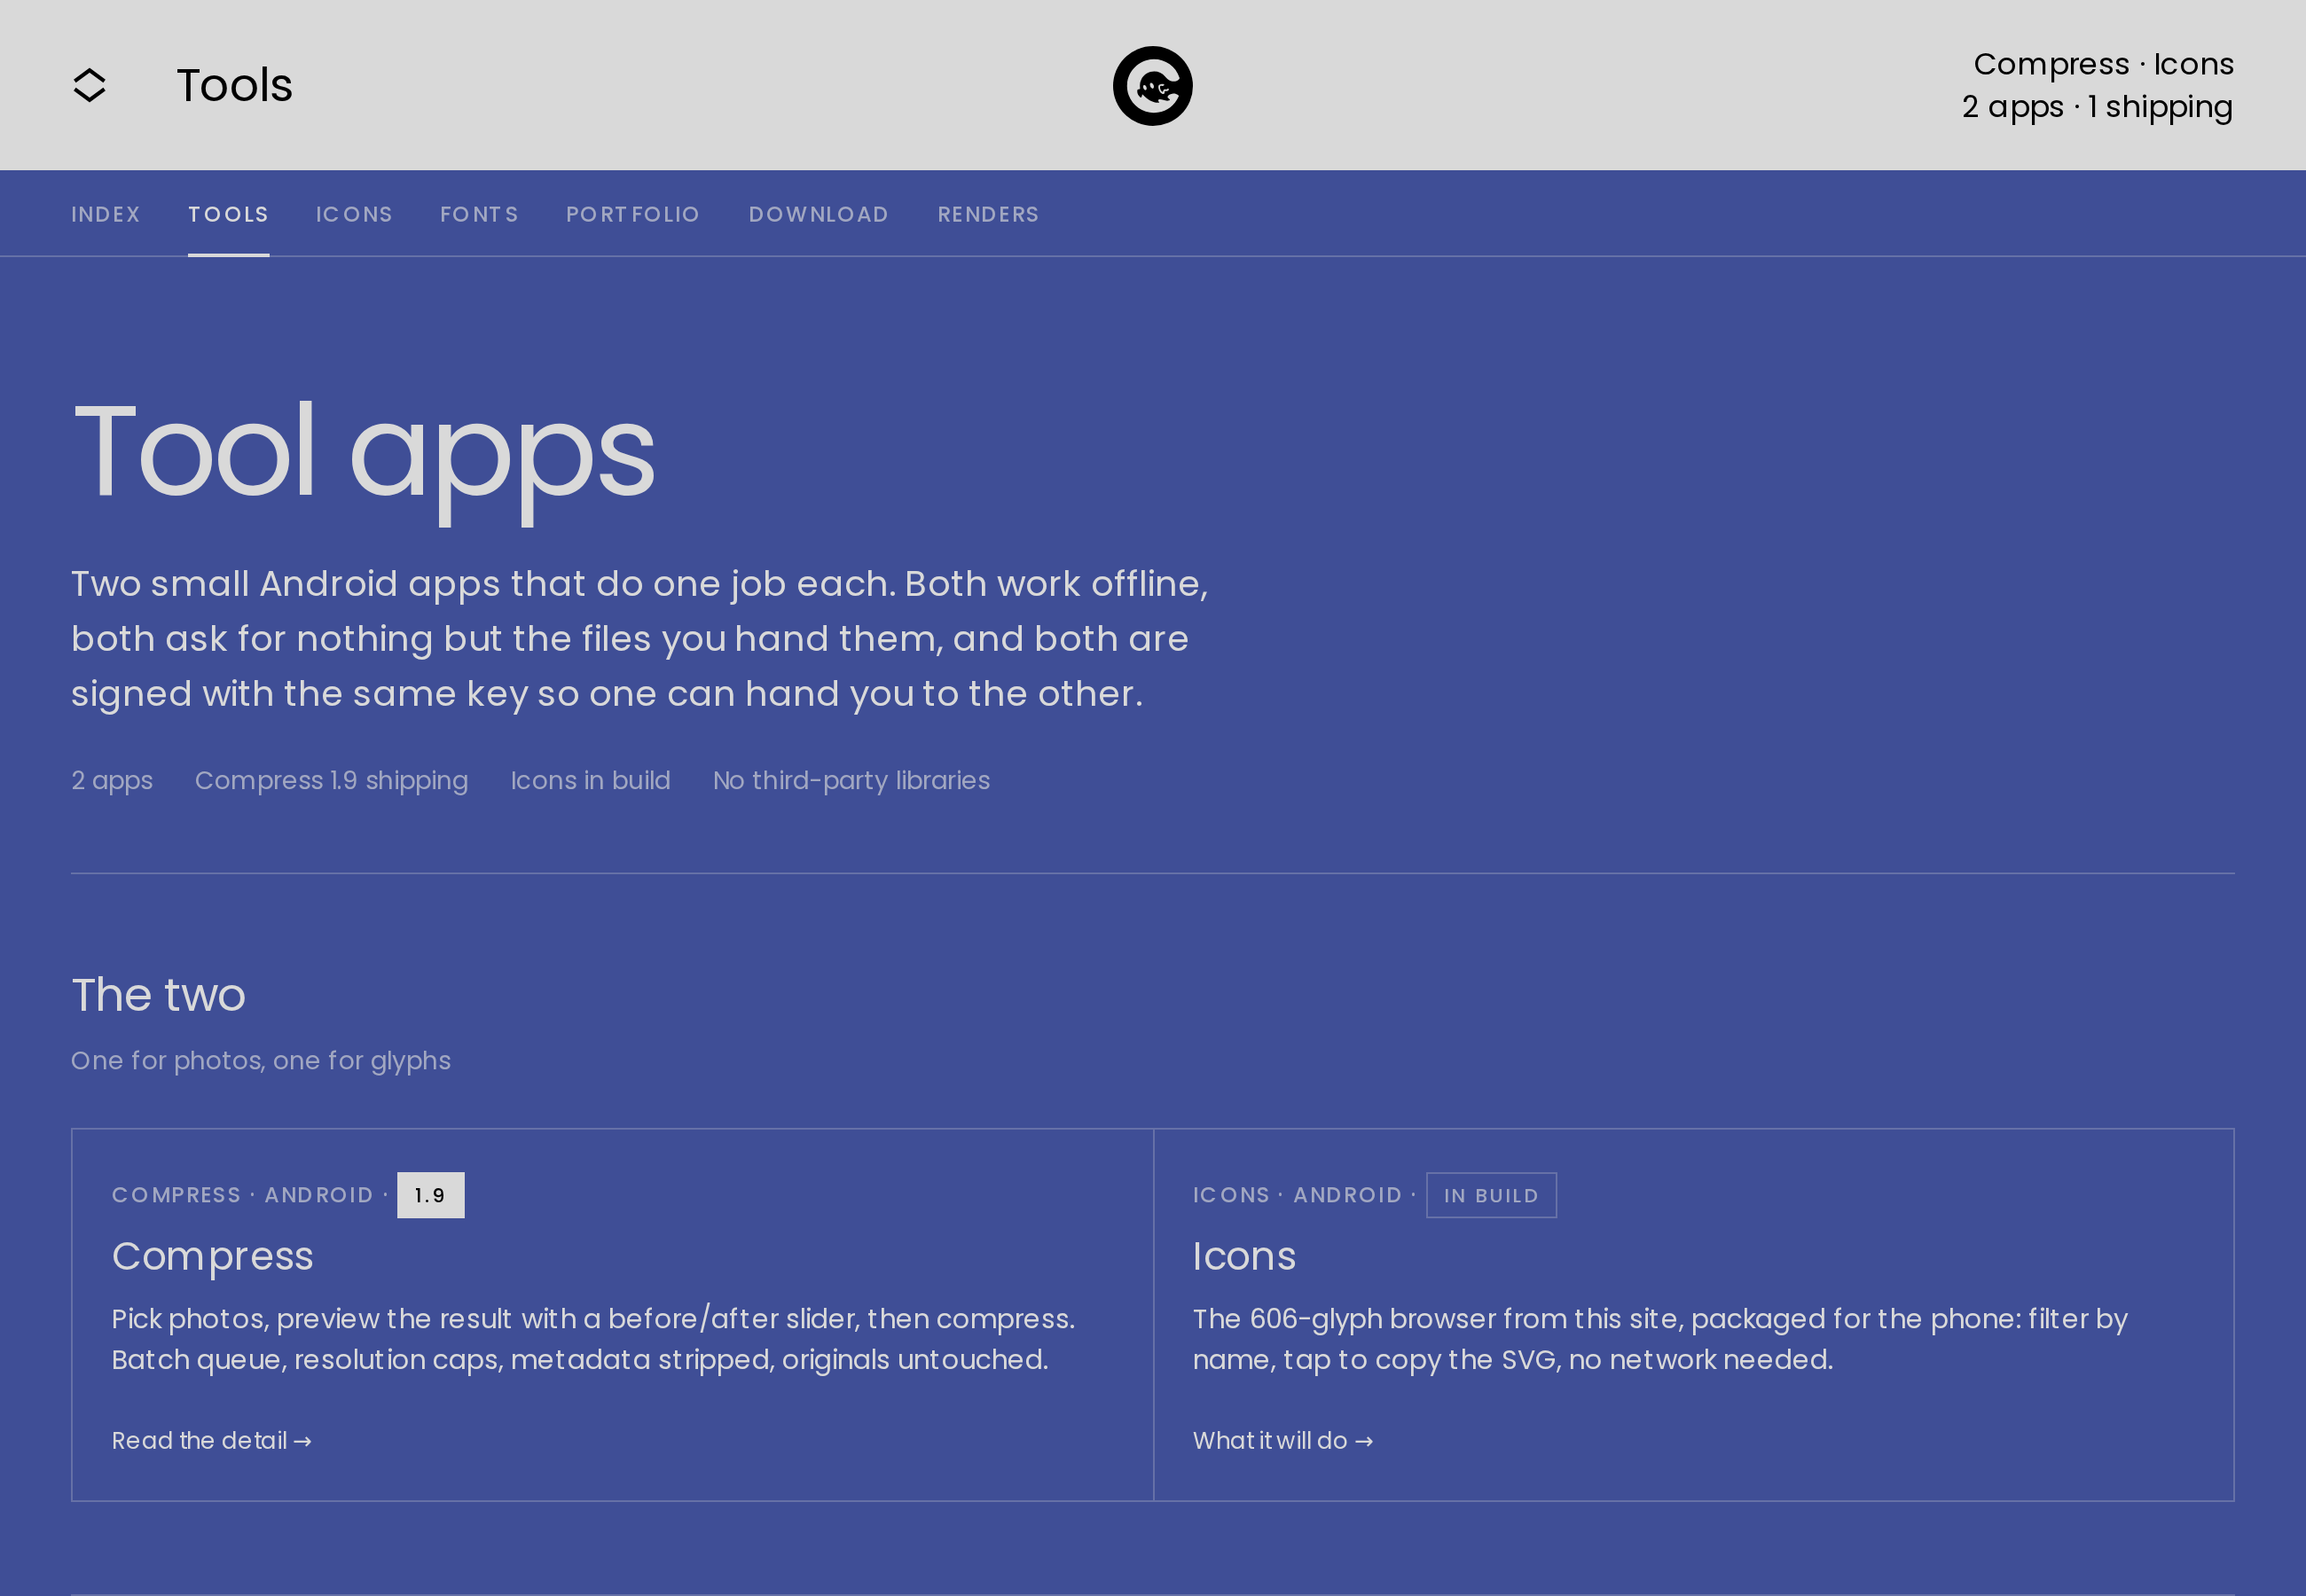 Tools
Compress · Icons
2 apps · 1 shipping
INDEX TOOLS ICONS FONTS PORTFOLIO DOWNLOAD RENDERS
Tool apps
Two small Android apps that do one job each. Both work offline,
both ask for nothing but the files you hand them, and both are
signed with the same key so one can hand you to the other.
2 apps Compress 1.9 shipping Icons in build No third-party libraries
The two
One for photos, one for glyphs
COMPRESS · ANDROID · 1.9
Compress
Pick photos, preview the result with a before/after slider, then compress.
Batch queue, resolution caps, metadata stripped, originals untouched.
Read the detail →
ICONS · ANDROID · IN BUILD
Icons
The 606-glyph browser from this site, packaged for the phone: filter by
name, tap to copy the SVG, no network needed.
What it will do →